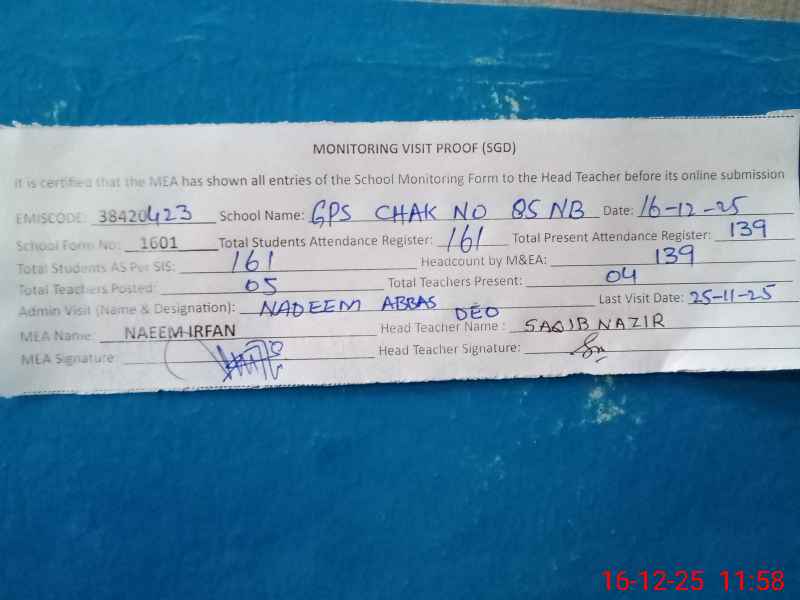 MONITORING VISIT PROOF (SGD)
It is certified that the MEA has shown all entries of the School Monitoring Form to the Head Teacher before its online submission
EMISCODE: 38420423 School Name: GPS CHAK NO 85 NB Date: 16-12-25
School Form No: 1601 Total Students Attendance Register: 161 Total Present Attendance Register: 139
Total Students AS Per SIS: 161 Headcount by M&EA: 139
Total Teachers Posted: 05 Total Teachers Present: 04
Admin Visit (Name & Designation): NADEEM ABBAS DEO Last Visit Date: 25-11-25
MEA Name: NAEEM IRFAN Head Teacher Name: SAQIB NAZIR
MEA Signature: Head Teacher Signature:
16-12-25 11:58